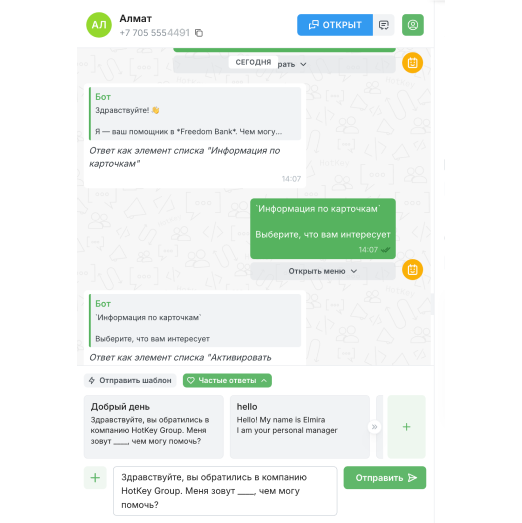 АЛ
Алмат
+7 705 5554491
ОТКРЫТ
СЕГОДНЯ
рать
Бот
Здравствуйте! 👋
Я — ваш помощник в *Freedom Bank*. Чем могу...
Ответ как элемент списка "Информация по
карточкам"
14:07
`Информация по карточкам`
Выберите, что вам интересует
14:07
Открыть меню
Бот
`Информация по карточкам`
Выберите, что вам интересует
Ответ как элемент списка "Активировать
Отправить шаблон
Частые ответы
Добрый день
Здравствуйте, вы обратились в
компанию HotKey Group. Меня
зовут ____, чем могу помочь?
hello
Hello! My name is Elmira
I am your personal manager
Здравствуйте, вы обратились в компанию
HotKey Group. Меня зовут ____, чем могу
помочь?
Отправить